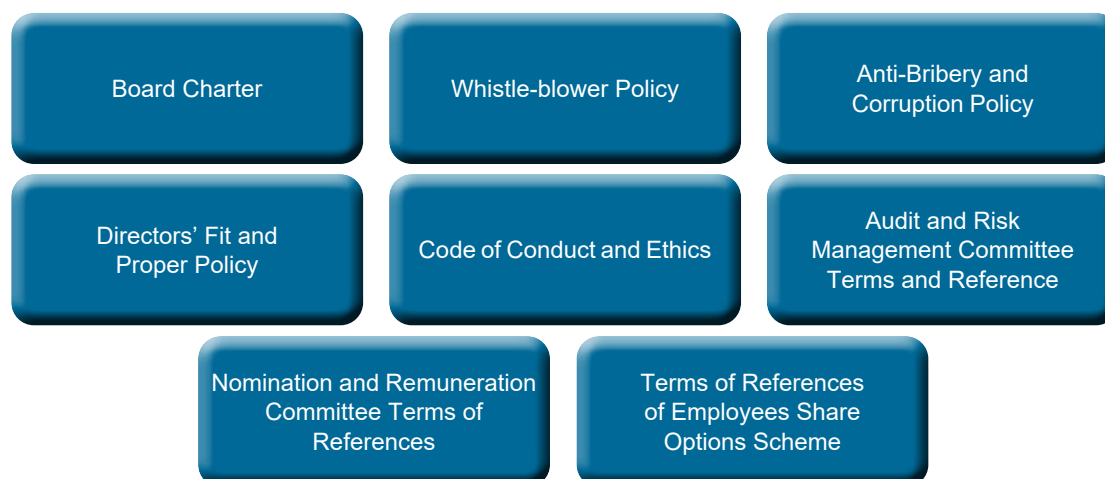 Board Charter
Whistle-blower Policy
Anti-Bribery and
Corruption Policy
Directors’ Fit and
Proper Policy
Code of Conduct and Ethics
Audit and Risk
Management Committee
Terms and Reference
Nomination and Remuneration
Committee Terms of
References
Terms of References
of Employees Share
Options Scheme